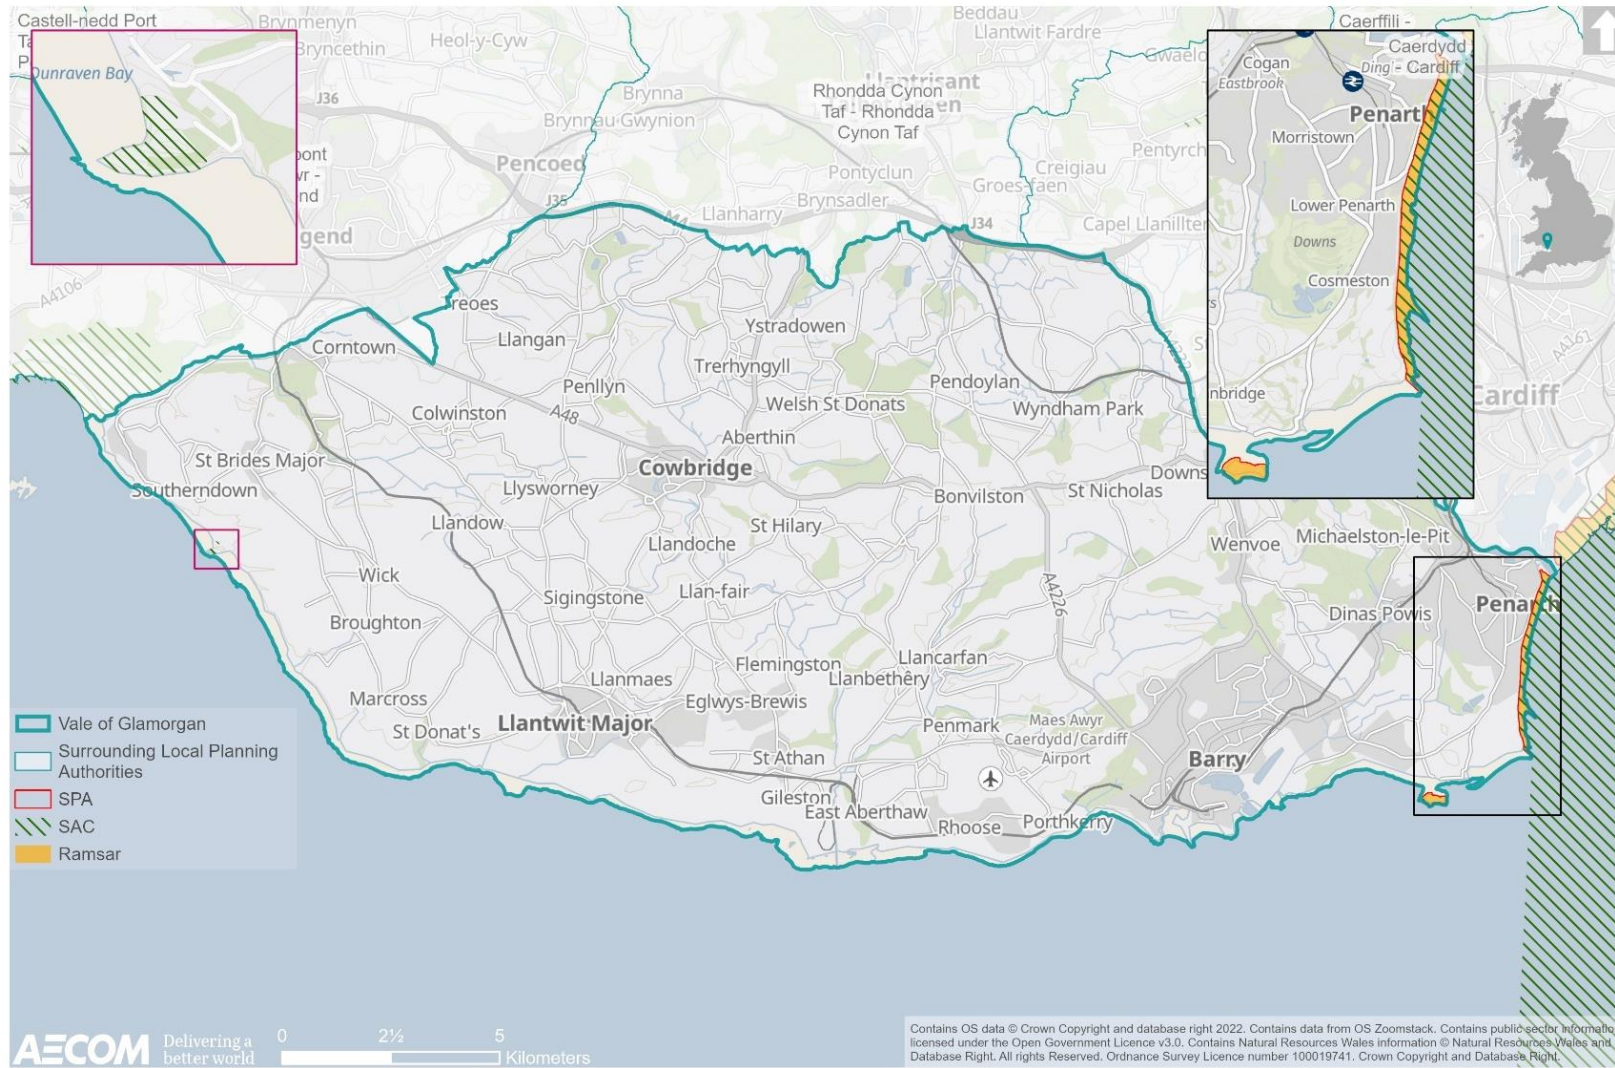 Castell-nedd Port
Brynmenyn
Bryncethin
Heol-y-Cyw
Beddau
Llantwit Fardre
Caerffili -
Dunraven Bay
J36
Brynna
Brynnau Gwynion
Pencoed
Llantrisant
Rhondda Cynon
Taf - Rhondda
Cynon Taf
Pontyclun
Creigiau
Groes-faen
Pentyrch
J35
Llanharry
Brynsadler
J34
Capel Llanillter
A4106
Cogan
Eastbrook
Caerdydd
- Cardiff
Penarth
Morristown
Lower Penarth
Downs
Cosmeston
Treoes
Llangan
Corntown
Ystradowen
Trerhyngyll
Penllyn
Pendoylan
Colwinston
A48
Welsh St Donats
Wyndham Park
Aberthin
St Brides Major
Cowbridge
Downs
Southerndown
Llysworney
Bonvilston
St Nicholas
Llandow
St Hilary
Llandoche
Wenvoe
Michaelston-le-Pit
Cardiff
A4161
Wick
Sigingstone
Llan-fair
A4226
Broughton
Dinas Powis
Penarth
Flemingston
Llancarfan
Llanbethêry
Llanmaes
Marcross
Eglwys-Brewis
St Donat's
Llantwit Major
Penmark
Maes Awyr
Caerdydd/Cardiff
Airport
St Athan
Barry
Gileston
East Aberthaw
Rhoose
Porthkerry
Vale of Glamorgan
Surrounding Local Planning
Authorities
SPA
SAC
Ramsar
AECOM
Delivering a
better world
0 2½ 5
Kilometers
Contains OS data © Crown Copyright and database right 2022. Contains data from OS Zoomstack. Contains public sector informatio
licensed under the Open Government Licence v3.0. Contains Natural Resources Wales information © Natural Resources Wales and
Database Right. All rights Reserved. Ordnance Survey Licence number 100019741. Crown Copyright and Database Right.